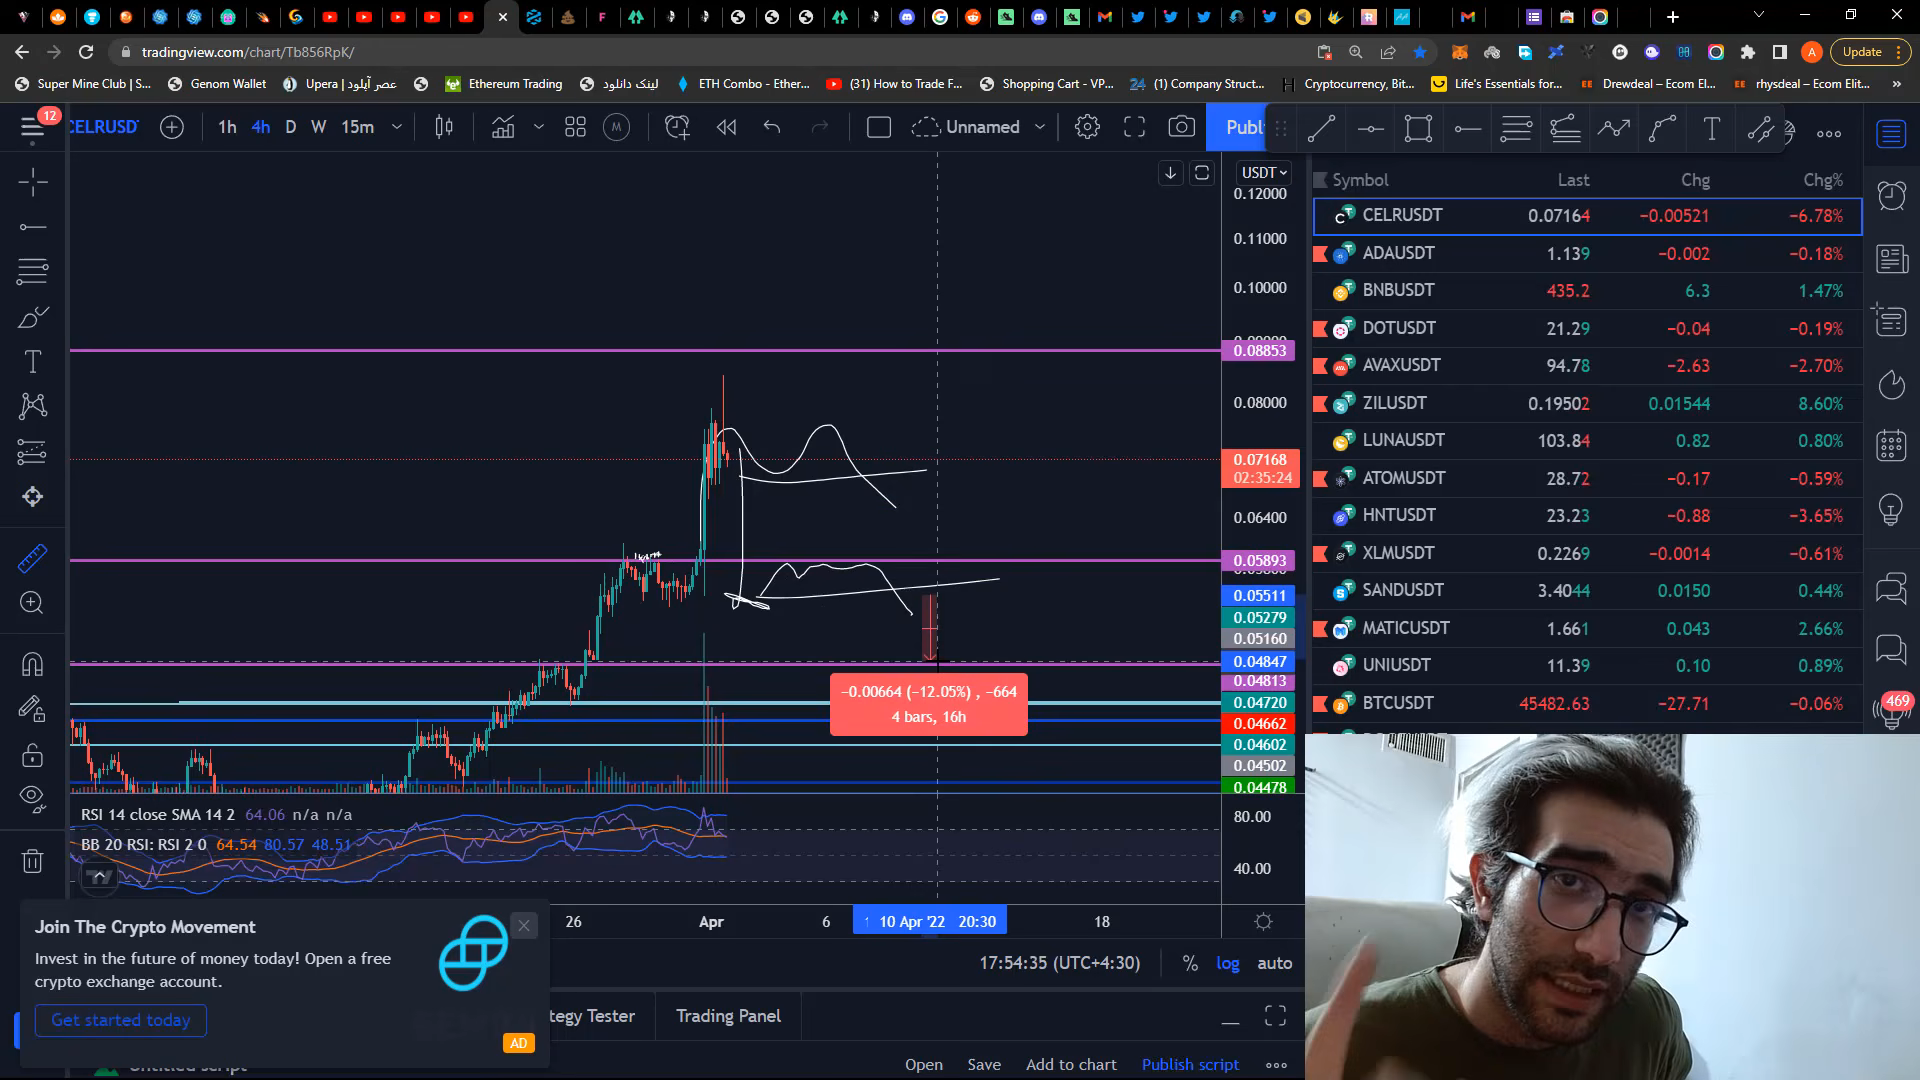 tradingview.com/chart/Tb856RpK/
Update
Super Mine Club | S...
Genom Wallet
Upera | عصر آپلود
Ethereum Trading
لینک دانلود
ETH Combo - Ether...
(31) How to Trade F...
Shopping Cart - VP...
24 (1) Company Struct...
Cryptocurrency, Bit...
Life's Essentials for...
Drewdeal – Ecom El...
rhysdeal – Ecom Elit...
12
CELRUSD
1h 4h D W 15m
M
Unnamed
Publ
USDT
0.12000
0.11000
0.10000
0.08853
0.08000
0.07168
02:35:24
0.06400
0.05893
0.05511
0.05279
0.05160
0.04847
0.04813
0.04720
0.04662
0.04602
0.04502
0.04478
80.00
40.00
−0.00664 (−12.05%) , −664
4 bars, 16h
RSI 14 close SMA 14 2 64.06 n/a n/a
BB 20 RSI: RSI 2 0 64.54 80.57 48.51
26 Apr 6 10 Apr '22 20:30 18
17:54:35 (UTC+4:30) % log auto
Symbol Last Chg Chg%
CELRUSDT 0.07164 −0.00521 −6.78%
ADAUSDT 1.139 −0.002 −0.18%
BNBUSDT 435.2 6.3 1.47%
DOTUSDT 21.29 −0.04 −0.19%
AVAXUSDT 94.78 −2.63 −2.70%
ZILUSDT 0.19502 0.01544 8.60%
LUNAUSDT 103.84 0.82 0.80%
ATOMUSDT 28.72 −0.17 −0.59%
HNTUSDT 23.23 −0.88 −3.65%
XLMUSDT 0.2269 −0.0014 −0.61%
SANDUSDT 3.4044 0.0150 0.44%
MATICUSDT 1.661 0.043 2.66%
UNIUSDT 11.39 0.10 0.89%
BTCUSDT 45482.63 −27.71 −0.06%
469
Join The Crypto Movement
Invest in the future of money today! Open a free
crypto exchange account.
Get started today
AD
tegy Tester
Trading Panel
Open Save Add to chart Publish script